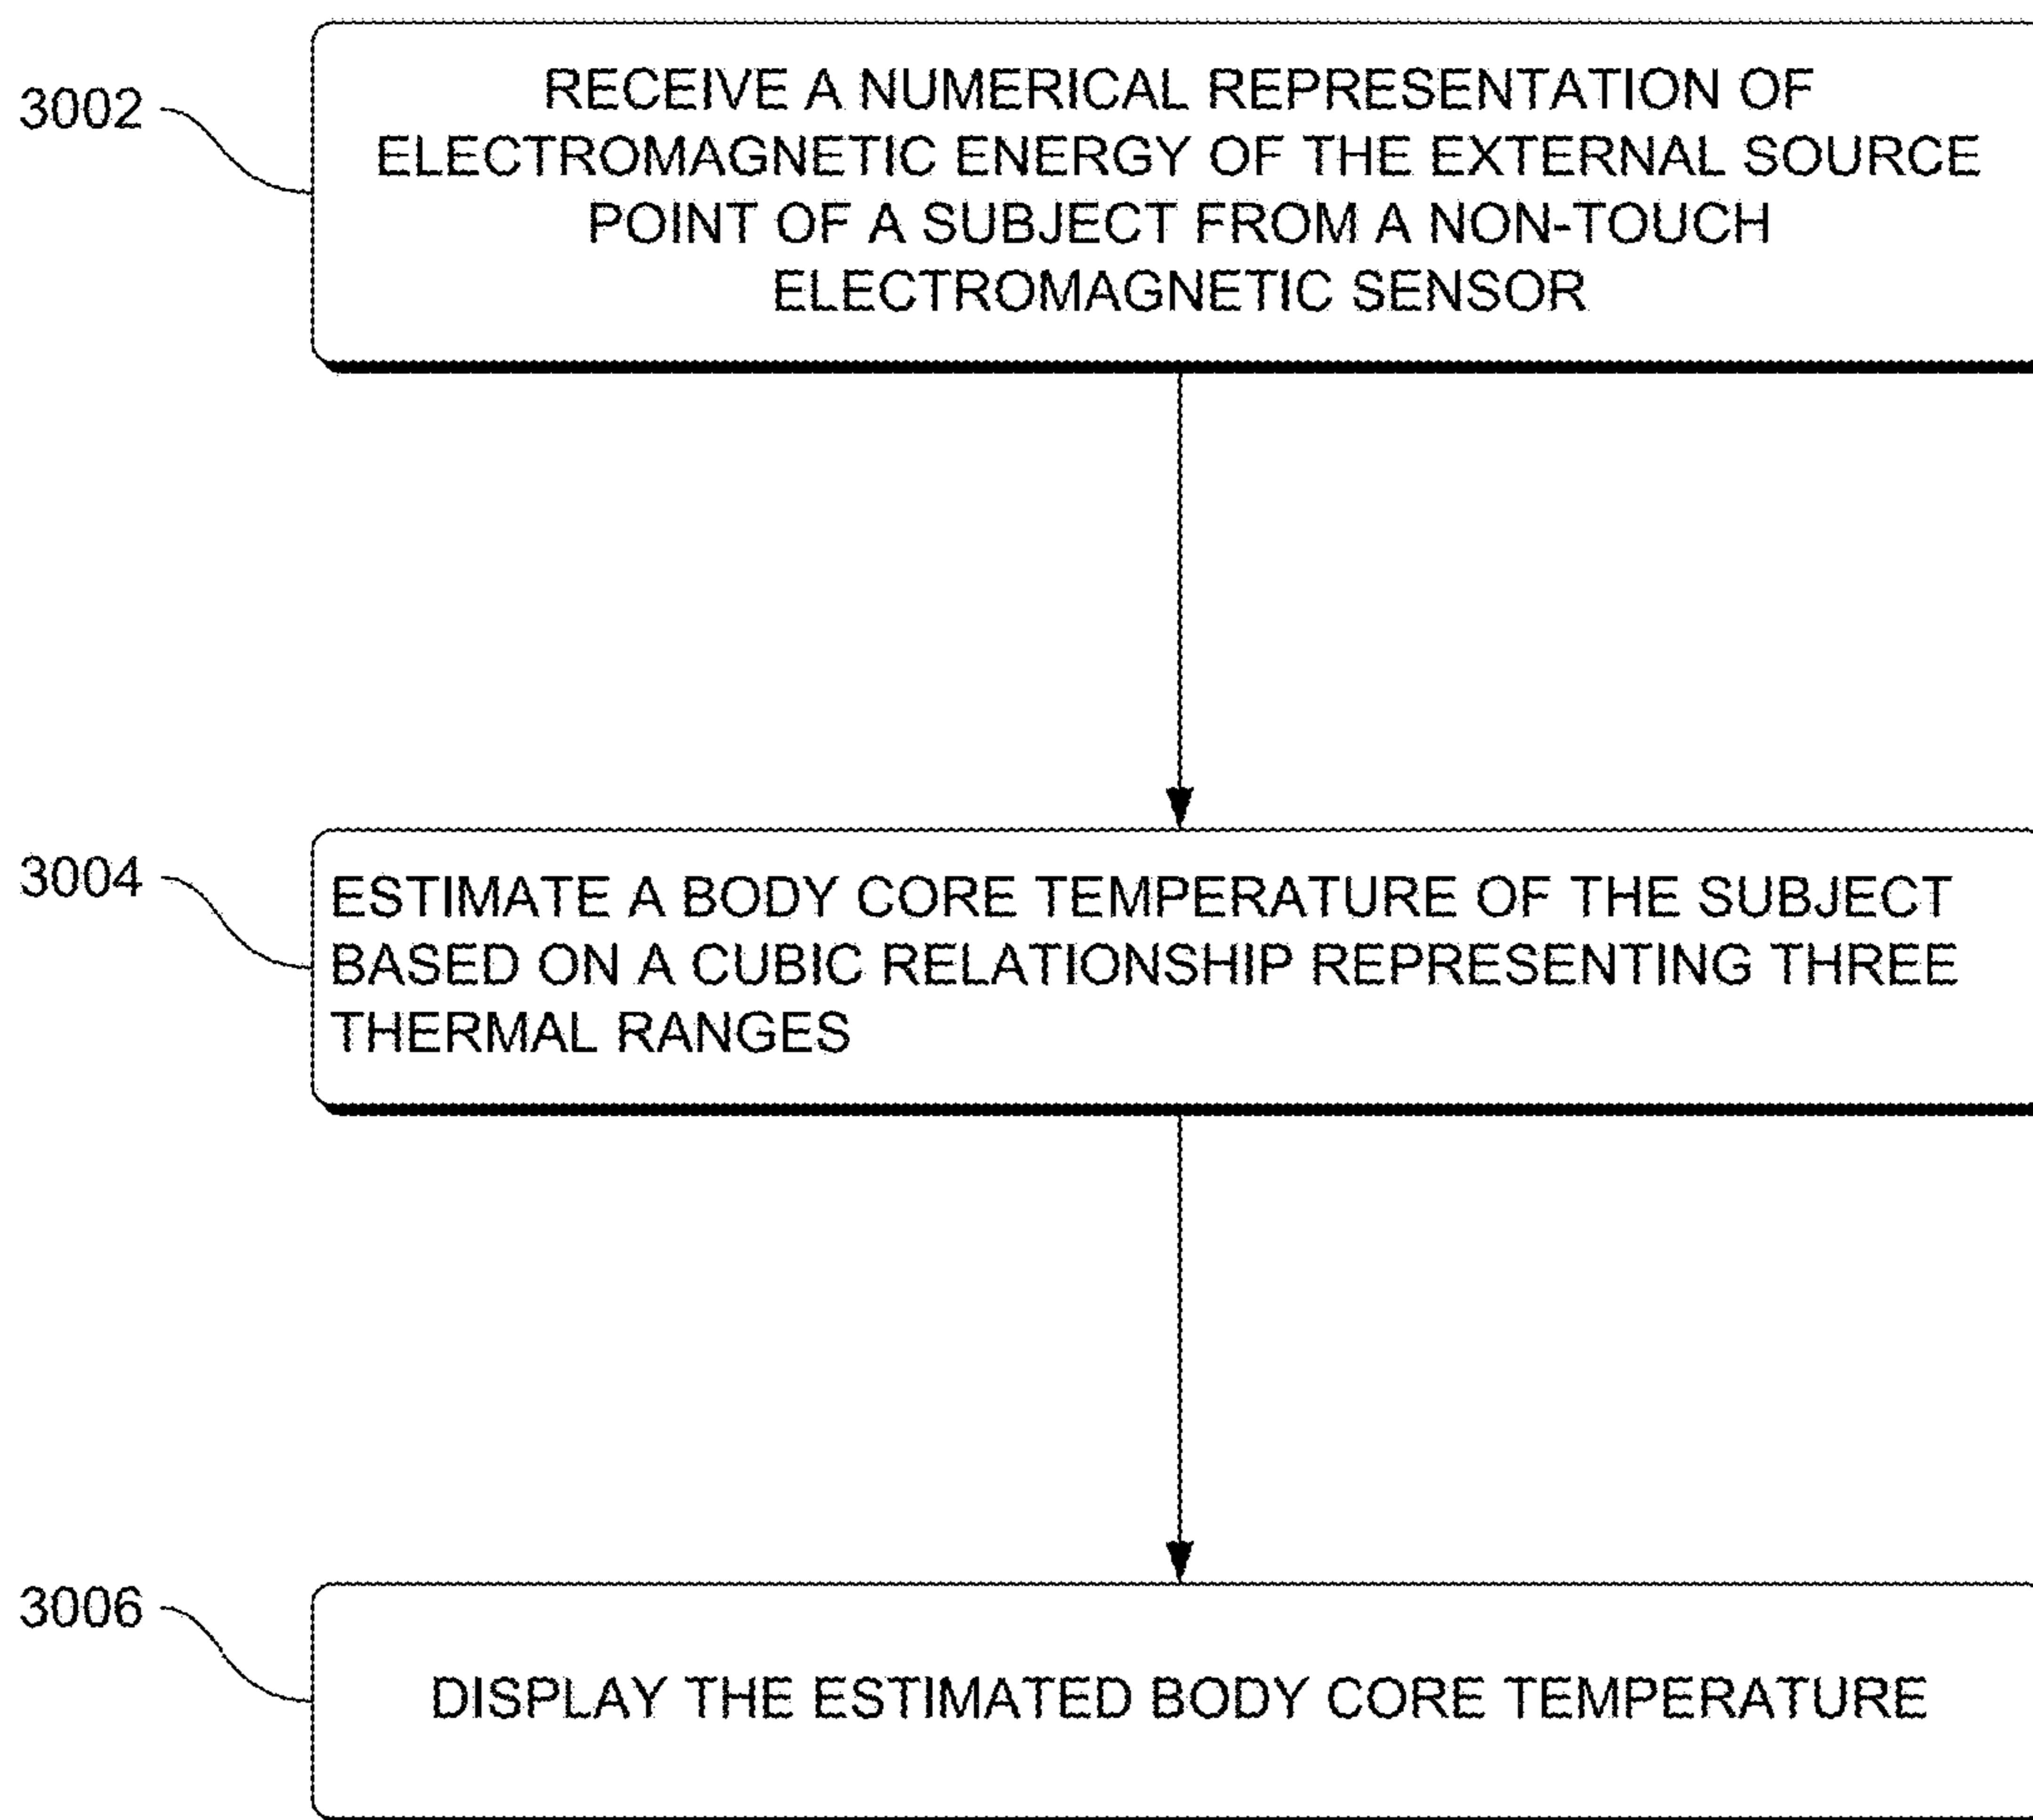 3002
RECEIVE A NUMERICAL REPRESENTATION OF
ELECTROMAGNETIC ENERGY OF THE EXTERNAL SOURCE
POINT OF A SUBJECT FROM A NON-TOUCH
ELECTROMAGNETIC SENSOR
3004
ESTIMATE A BODY CORE TEMPERATURE OF THE SUBJECT
BASED ON A CUBIC RELATIONSHIP REPRESENTING THREE
THERMAL RANGES
3006
DISPLAY THE ESTIMATED BODY CORE TEMPERATURE